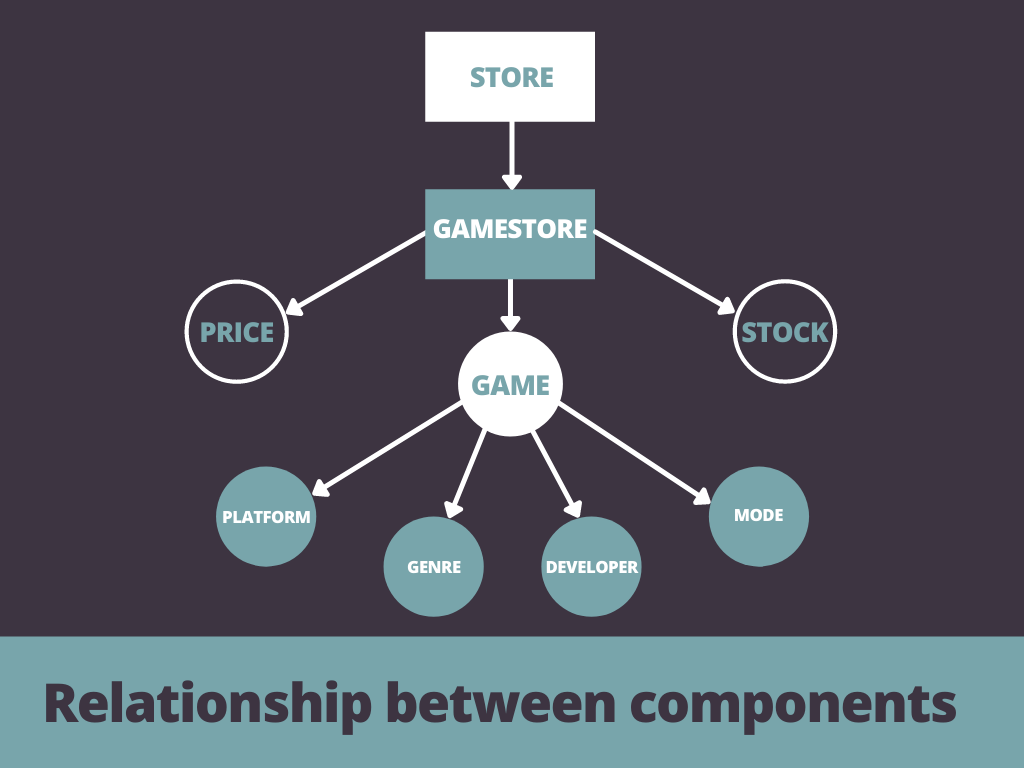 STORE
GAMESTORE
PRICE
STOCK
GAME
PLATFORM
MODE
GENRE
DEVELOPER
Relationship between components